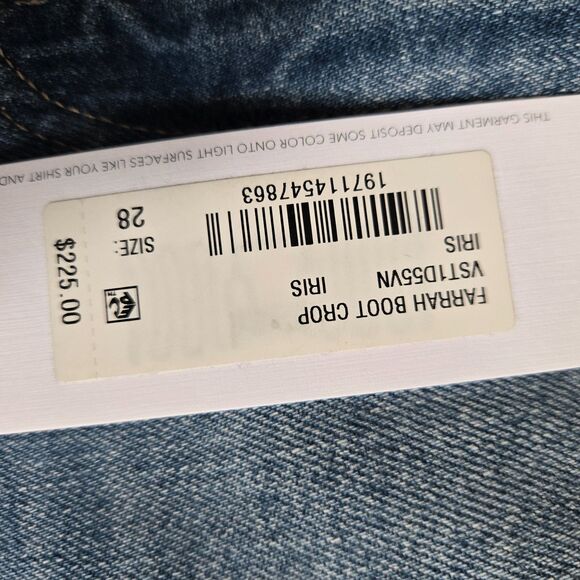 THIS GARMENT MAY DEPOSIT SOME COLOR ONTO LIGHT SURFACES LIKE YOUR SHIRT AND
FARRAH BOOT CROP
VST1D55VN IRIS
IRIS
197114547863
SIZE: 28
$225.00